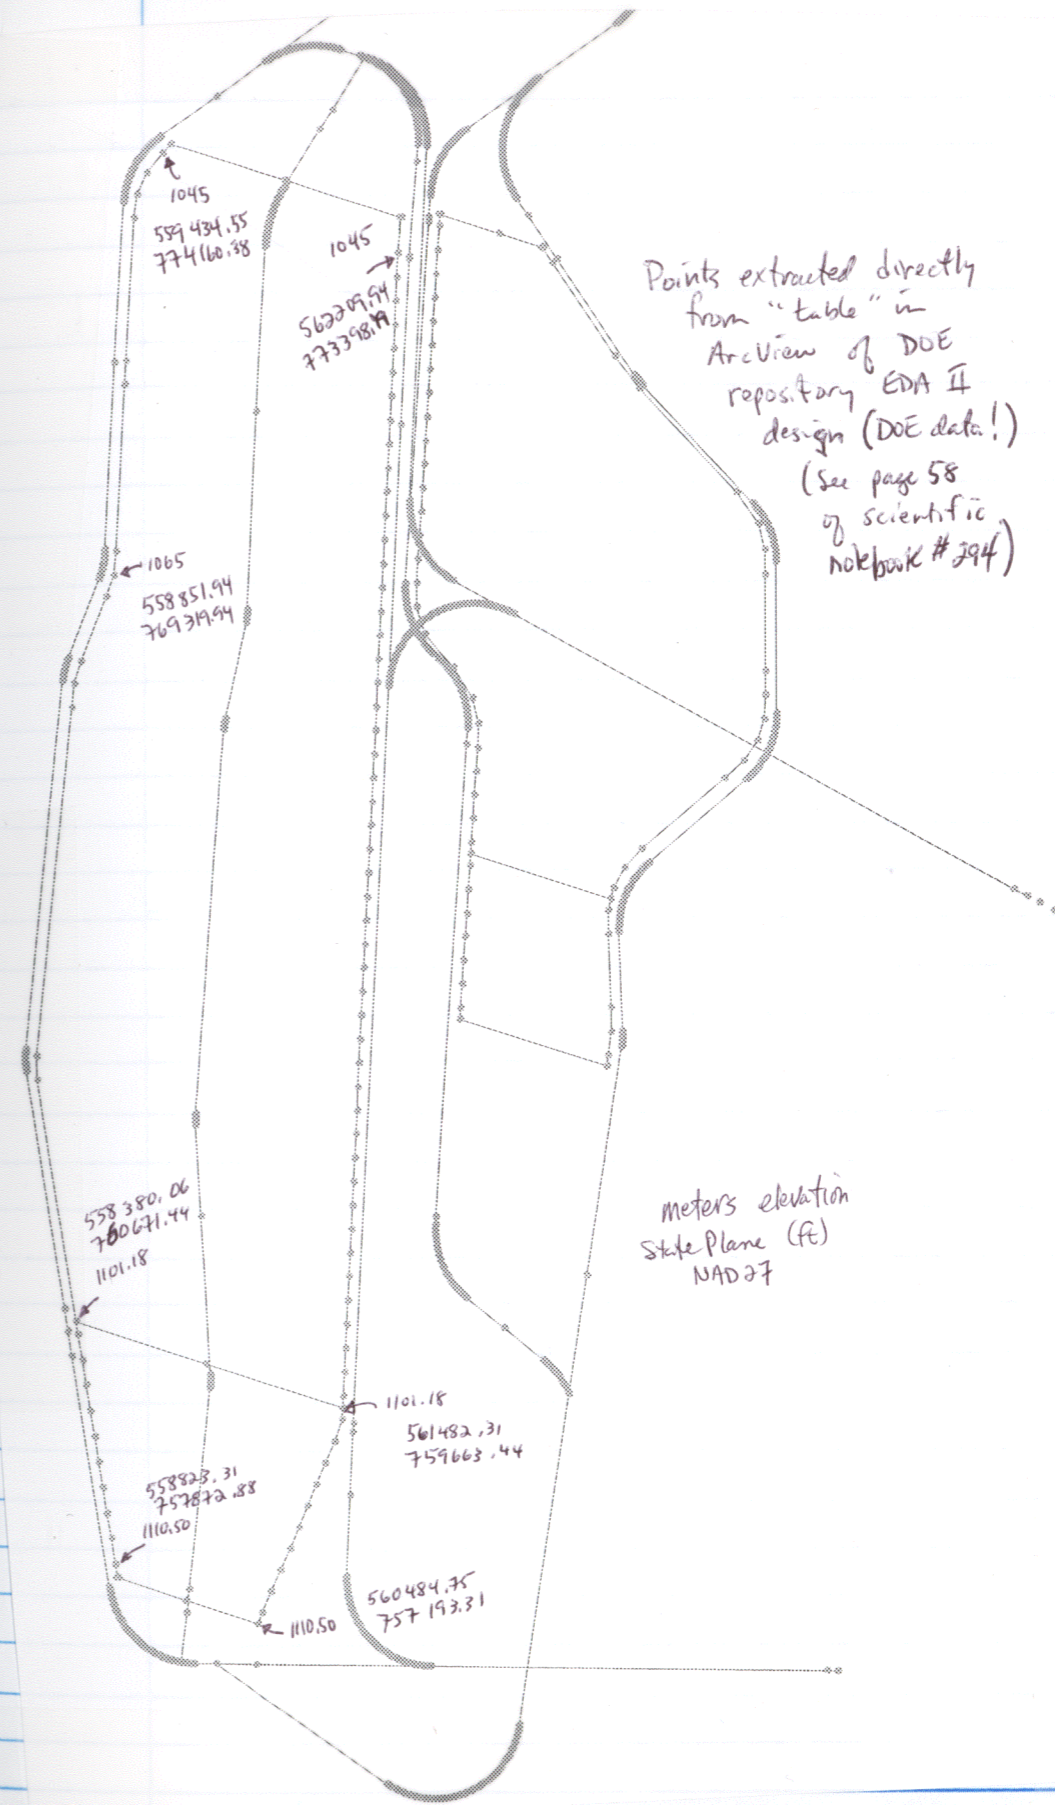 1045
559434.55
774160.38
1045
562209.94
773398.19
Points extracted directly
from "table" in
ArcView of DOE
repository EDA II
design (DOE data!)
(See page 58
of scientific
notebook #294)
1065
558851.94
769319.94
558380.06
760671.44
1101.18
meters elevation
State Plane (ft)
NAD27
1101.18
561482.31
759663.44
558823.31
757872.88
1110.50
560484.75
757193.31
1110.50